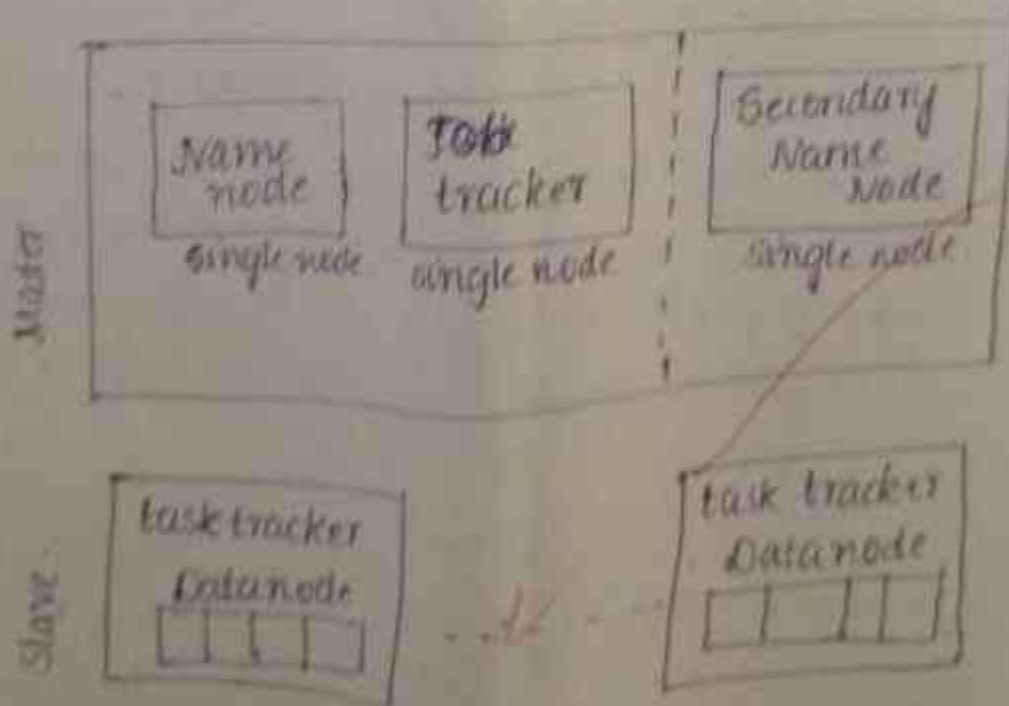 Name
node
single node
Job
tracker
single node
Secondary
Name
Node
Single node
Master
task tracker
Datanode
task tracker
Datanode
Slave